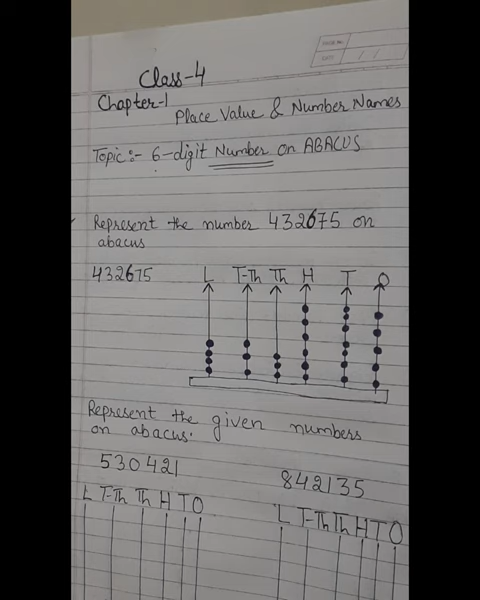 Class-4
Chapter-1
Place Value & Number Names
Topic:- 6-digit Number on ABACUS
Represent the number 432675 on
abacus
432675
L T-Th Th H T O
Represent the given numbers
on abacus.
530421 842135
L T-Th Th H T O L T-Th Th H T O